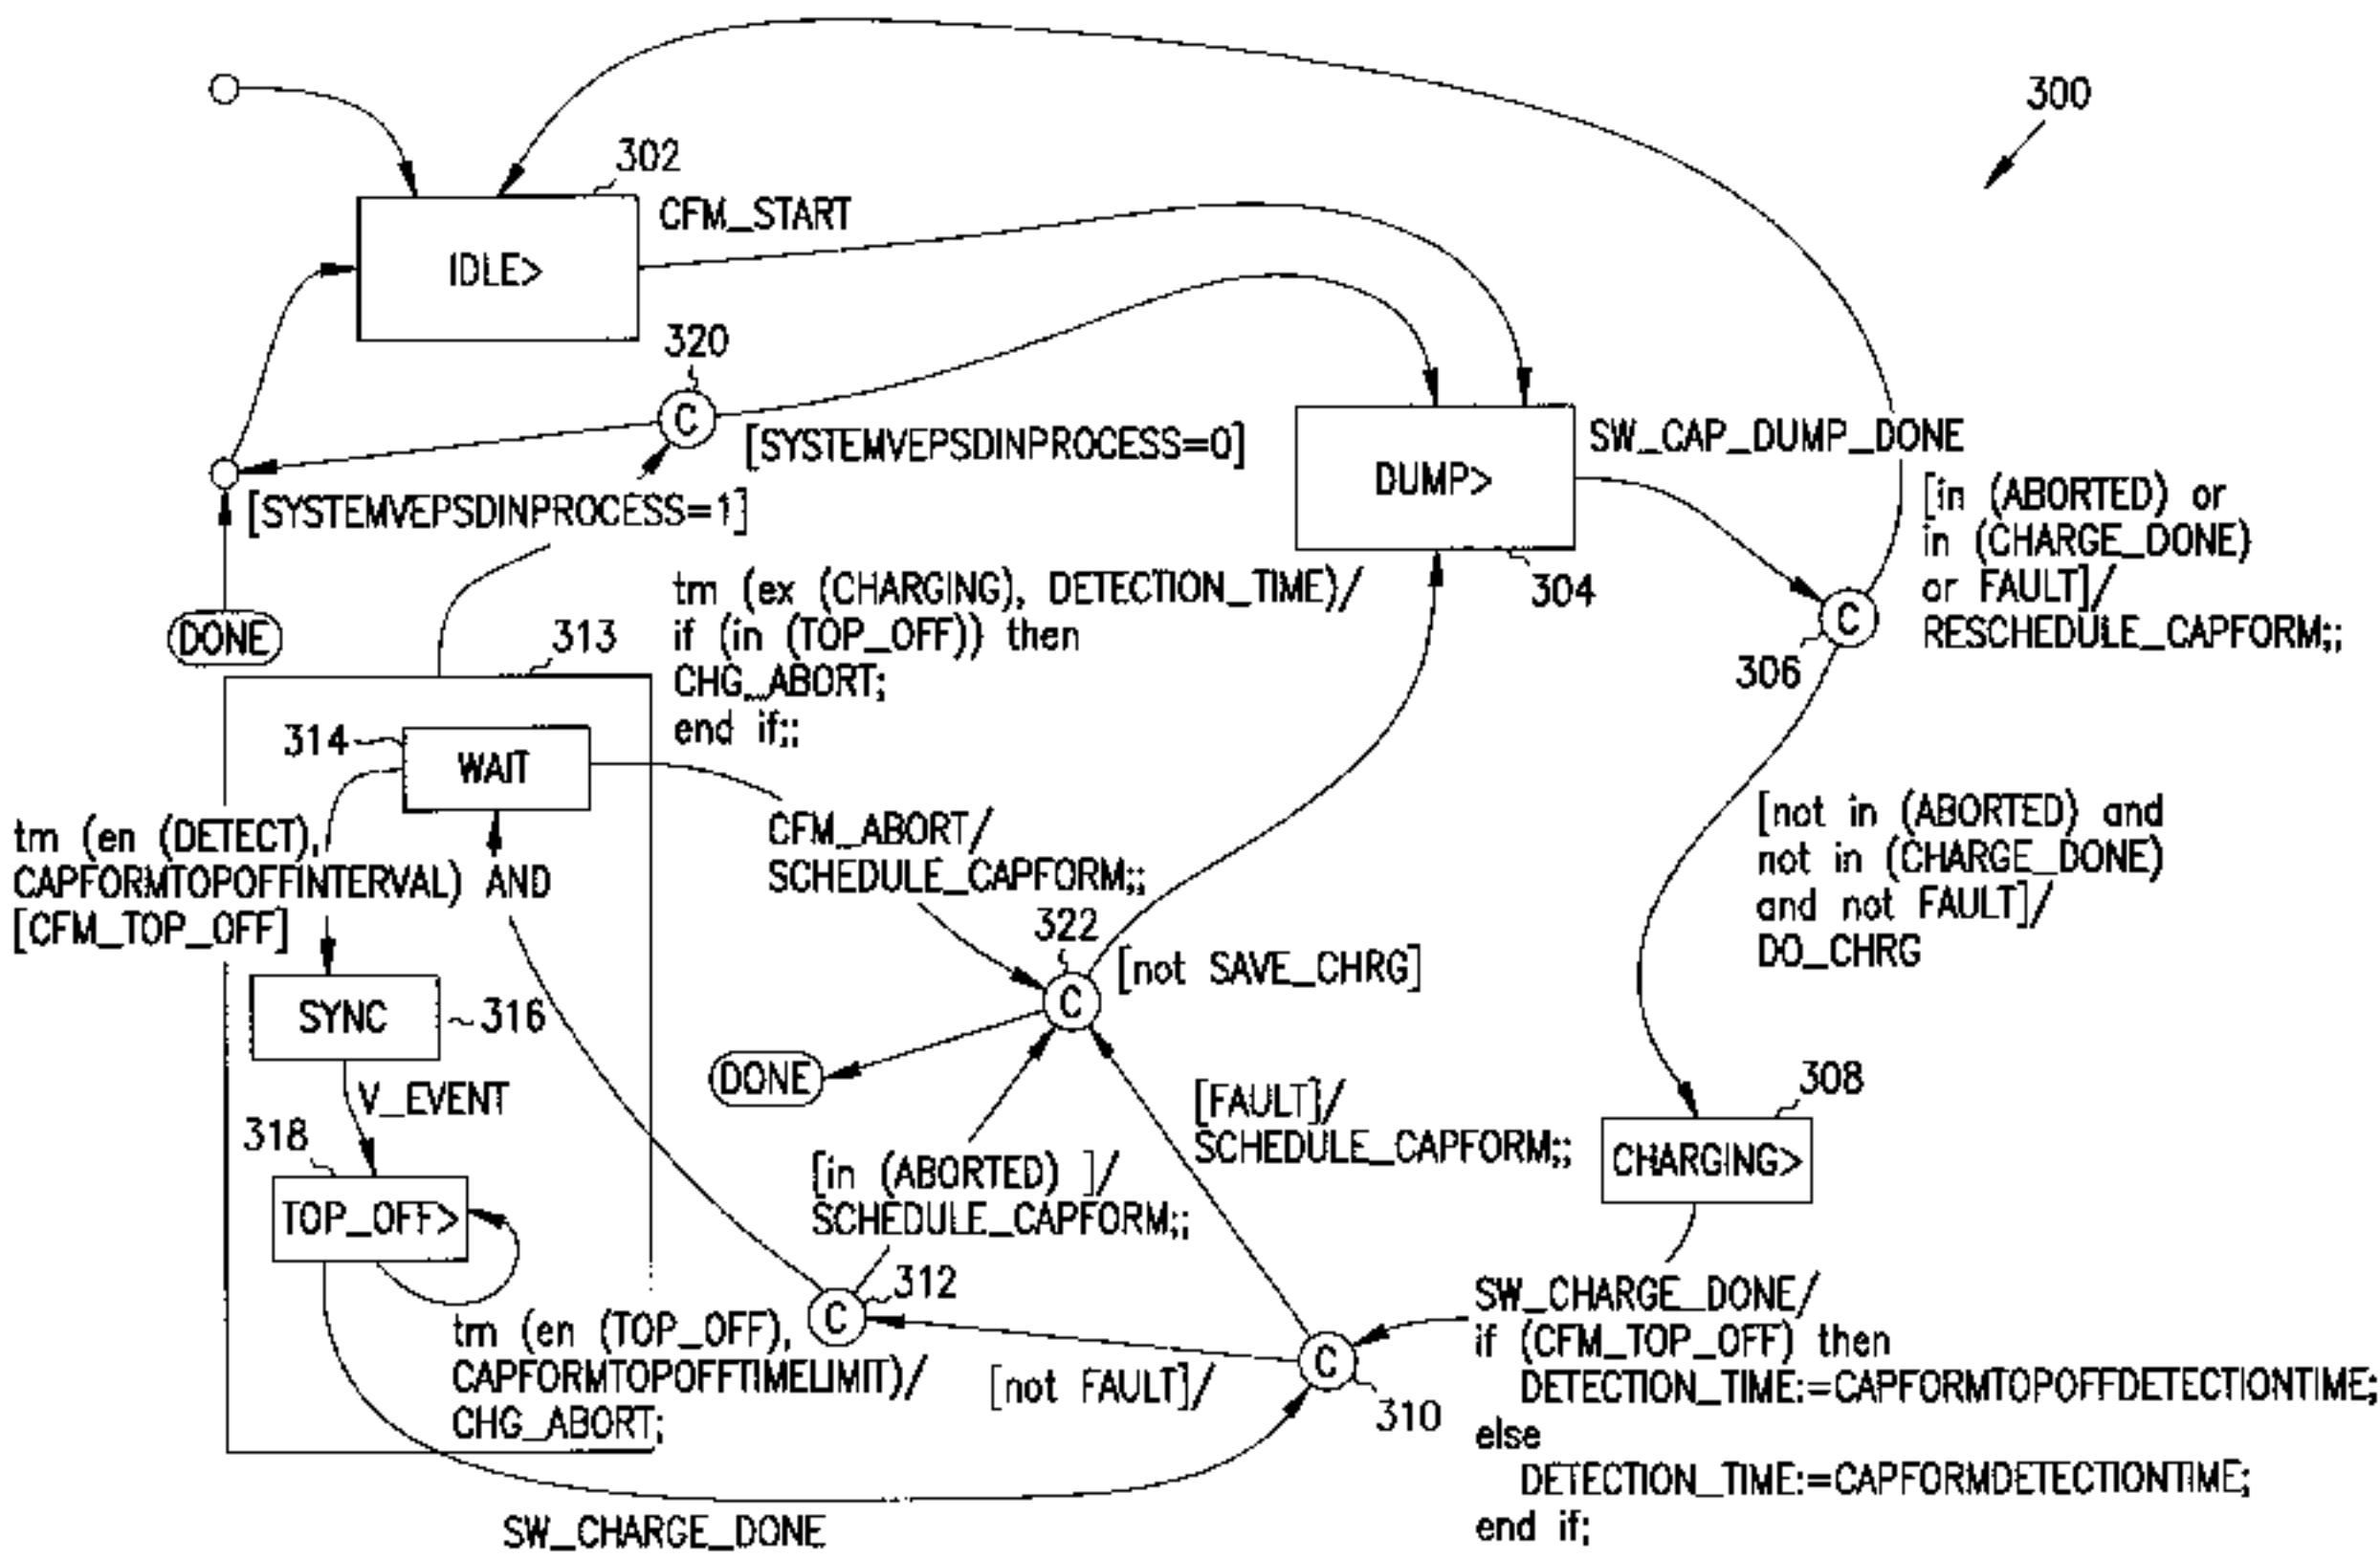 300
302
CFM_START
IDLE>
320
C
[SYSTEMVEPSDINPROCESS=0]
[SYSTEMVEPSDINPROCESS=1]
DUMP>
304
SW_CAP_DUMP_DONE
[in (ABORTED) or
in (CHARGE_DONE)
or FAULT]/
RESCHEDULE_CAPFORM;;
C
306
DONE
313
tm (ex (CHARGING), DETECTION_TIME)/
if (in (TOP_OFF)) then
CHG_ABORT;
end if;;
314
WAIT
tm (en (DETECT),
CAPFORMTOPOFFINTERVAL) AND
[CFM_TOP_OFF]
CFM_ABORT/
SCHEDULE_CAPFORM;;
322
C
[not SAVE_CHRG]
[not in (ABORTED) and
not in (CHARGE_DONE)
and not FAULT]/
DO_CHRG
SYNC
316
V_EVENT
DONE
318
TOP_OFF>
[in (ABORTED) ]/
SCHEDULE_CAPFORM;;
[FAULT]/
SCHEDULE_CAPFORM;;
308
CHARGING>
312
C
tm (en (TOP_OFF),
CAPFORMTOPOFFTIMELIMIT)/
CHG_ABORT;
[not FAULT]/
C
310
SW_CHARGE_DONE/
if (CFM_TOP_OFF) then
DETECTION_TIME:=CAPFORMTOPOFFDETECTIONTIME;
else
DETECTION_TIME:=CAPFORMDETECTIONTIME;
end if;
SW_CHARGE_DONE